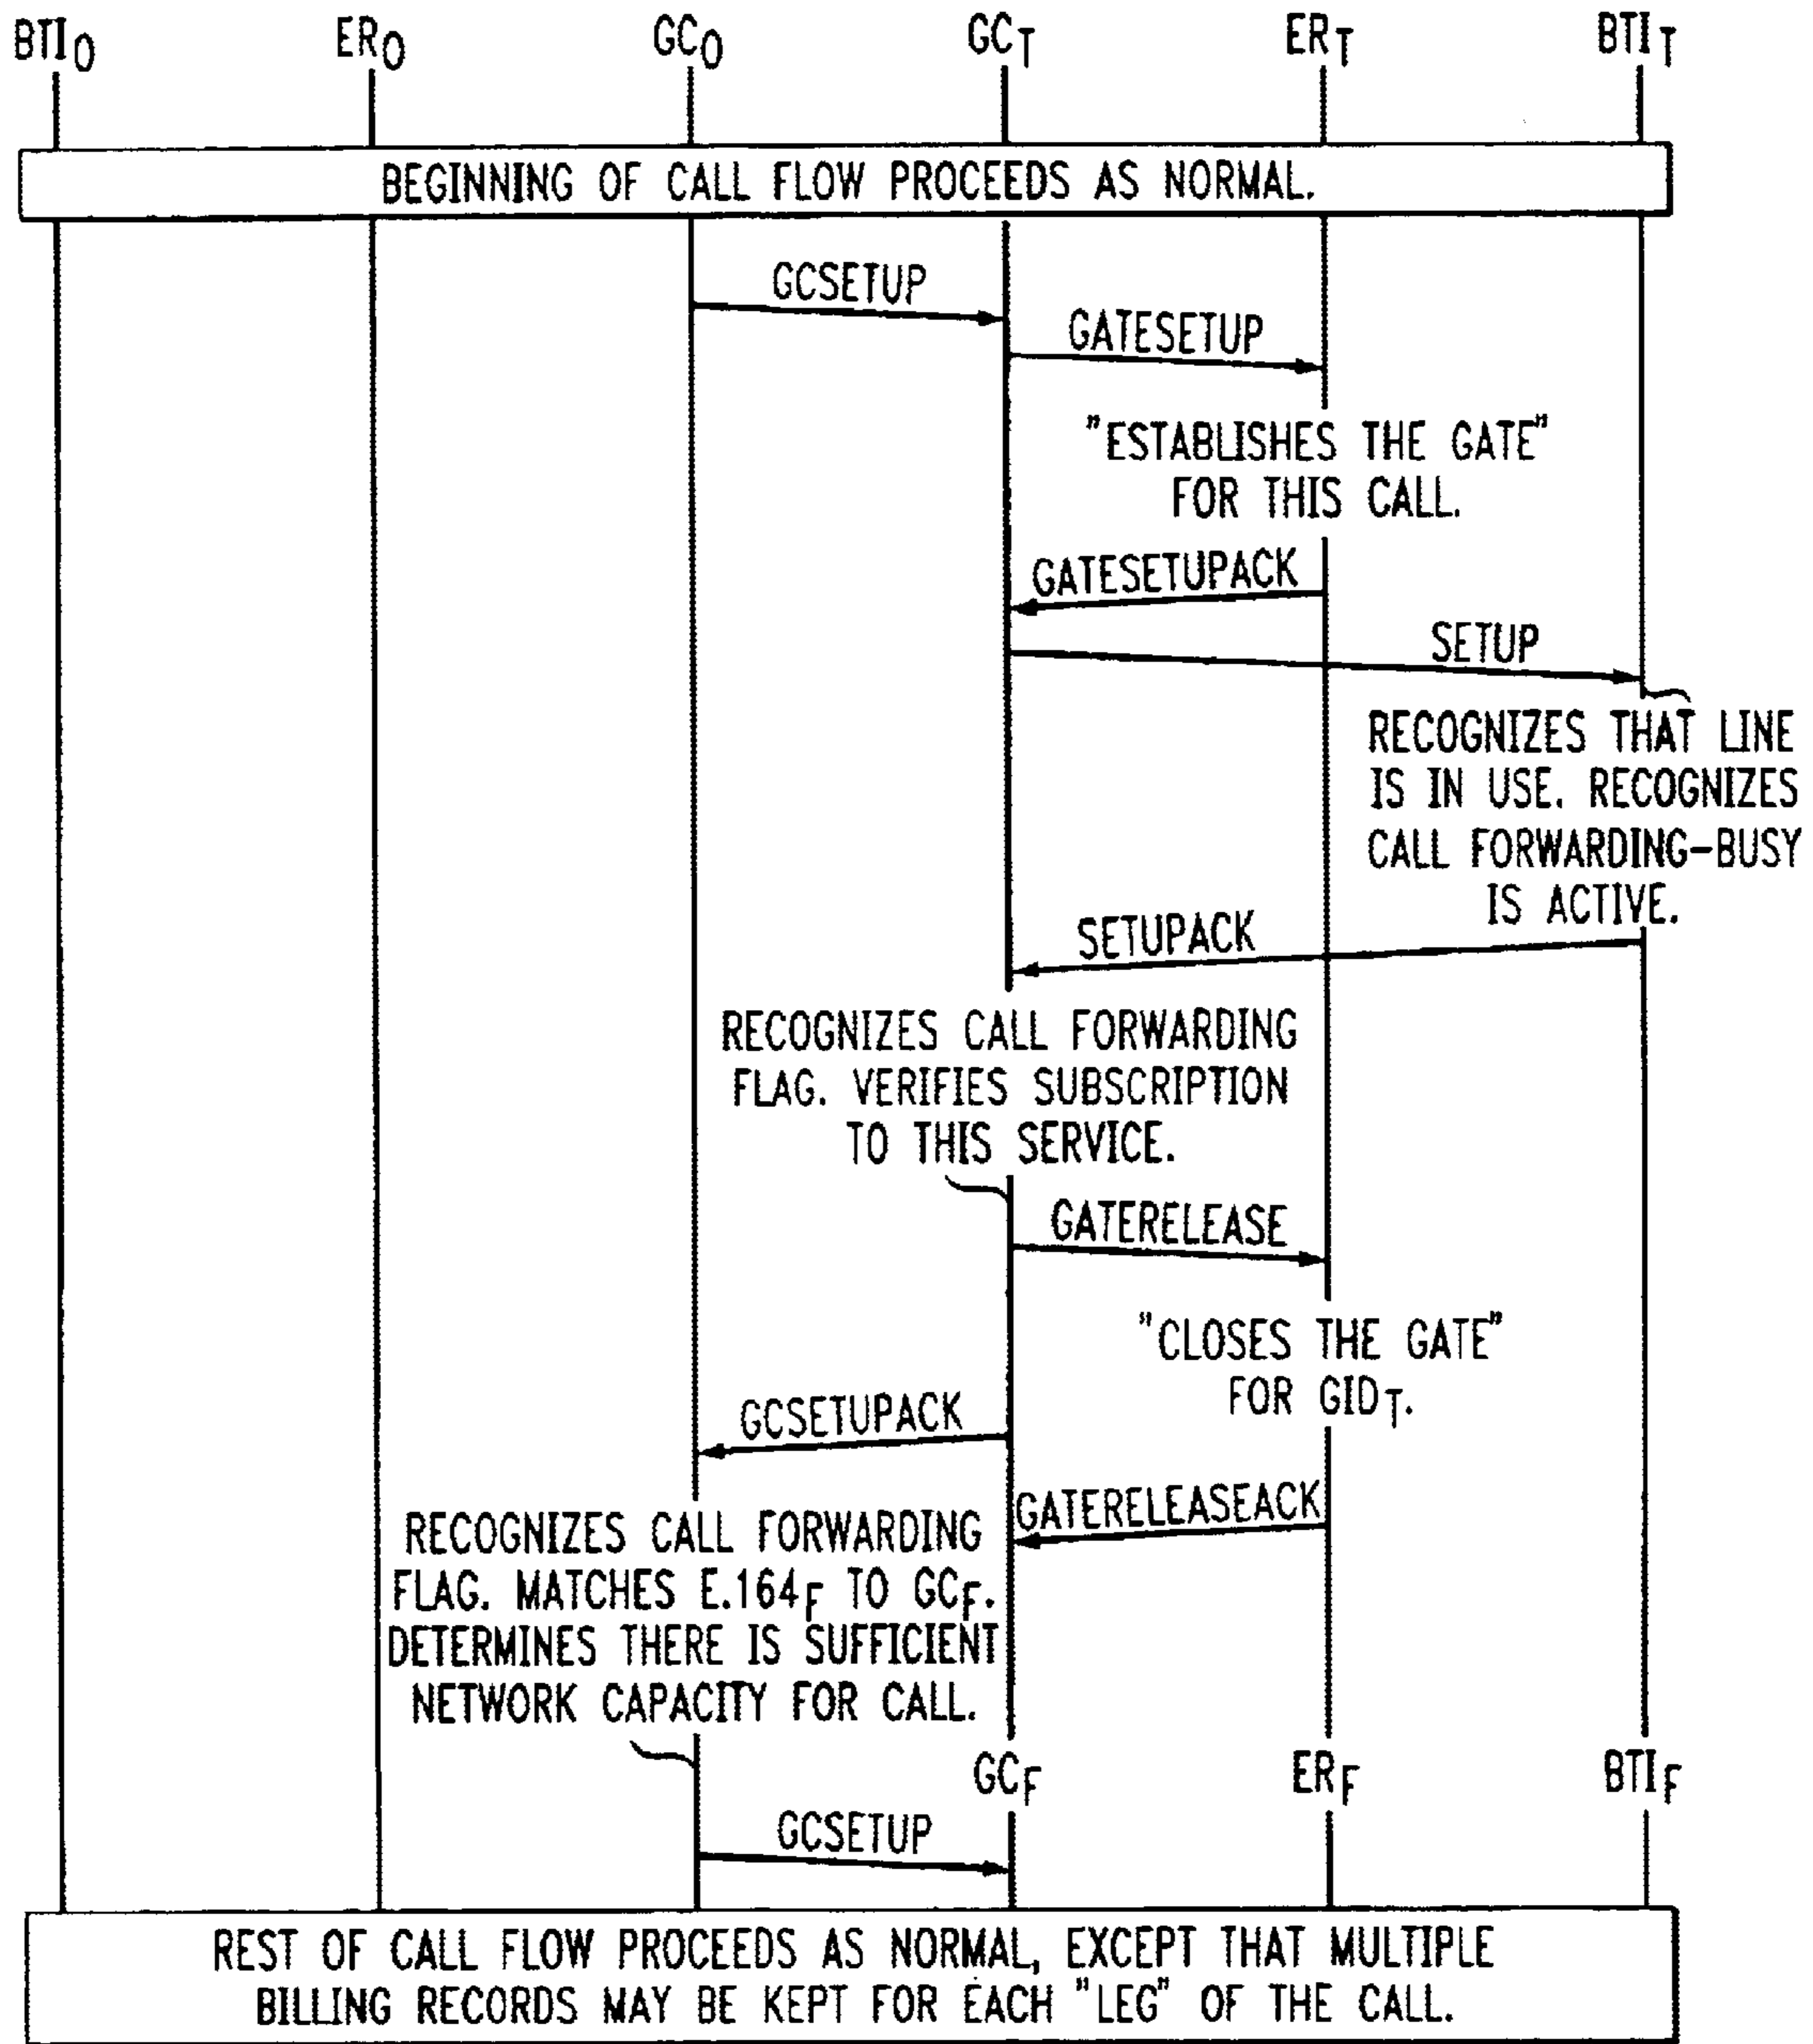 BTI₀ ER₀ GC₀ GC_T ER_T BTI_T
BEGINNING OF CALL FLOW PROCEEDS AS NORMAL.
GCSETUP
GATESETUP
"ESTABLISHES THE GATE"
FOR THIS CALL.
GATESETUPACK
SETUP
RECOGNIZES THAT LINE
IS IN USE. RECOGNIZES
CALL FORWARDING-BUSY
IS ACTIVE.
SETUPACK
RECOGNIZES CALL FORWARDING
FLAG. VERIFIES SUBSCRIPTION
TO THIS SERVICE.
GATERELEASE
"CLOSES THE GATE"
FOR GID_T.
GCSETUPACK
GATERELEASEACK
RECOGNIZES CALL FORWARDING
FLAG. MATCHES E.164_F TO GC_F.
DETERMINES THERE IS SUFFICIENT
NETWORK CAPACITY FOR CALL.
GC_F ER_F BTI_F
GCSETUP
REST OF CALL FLOW PROCEEDS AS NORMAL, EXCEPT THAT MULTIPLE
BILLING RECORDS MAY BE KEPT FOR EACH "LEG" OF THE CALL.